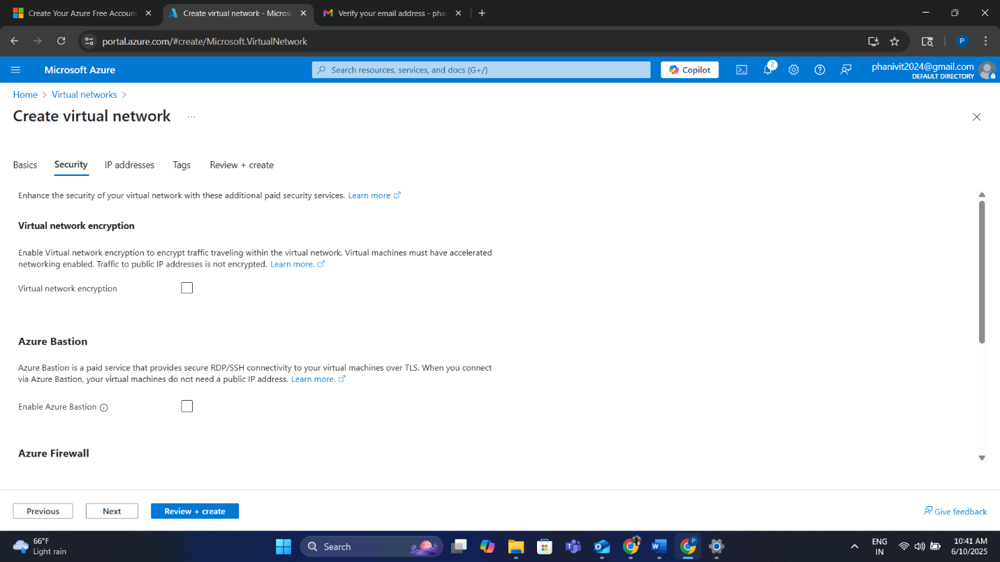 Create Your Azure Free Account
Create virtual network - Micros
Verify your email address - pha
portal.azure.com/#create/Microsoft.VirtualNetwork
P
Microsoft Azure
Search resources, services, and docs (G+/)
Copilot
2
phanivit2024@gmail.com
DEFAULT DIRECTORY
Home > Virtual networks >
Create virtual network ...
Basics Security IP addresses Tags Review + create
Enhance the security of your virtual network with these additional paid security services. Learn more
Virtual network encryption
Enable Virtual network encryption to encrypt traffic traveling within the virtual network. Virtual machines must have accelerated
networking enabled. Traffic to public IP addresses is not encrypted. Learn more.
Virtual network encryption
Azure Bastion
Azure Bastion is a paid service that provides secure RDP/SSH connectivity to your virtual machines over TLS. When you connect
via Azure Bastion, your virtual machines do not need a public IP address. Learn more.
Enable Azure Bastion
Azure Firewall
Previous Next Review + create
Give feedback
66°F
Light rain
Search
P
ENG
IN
10:41 AM
6/10/2025